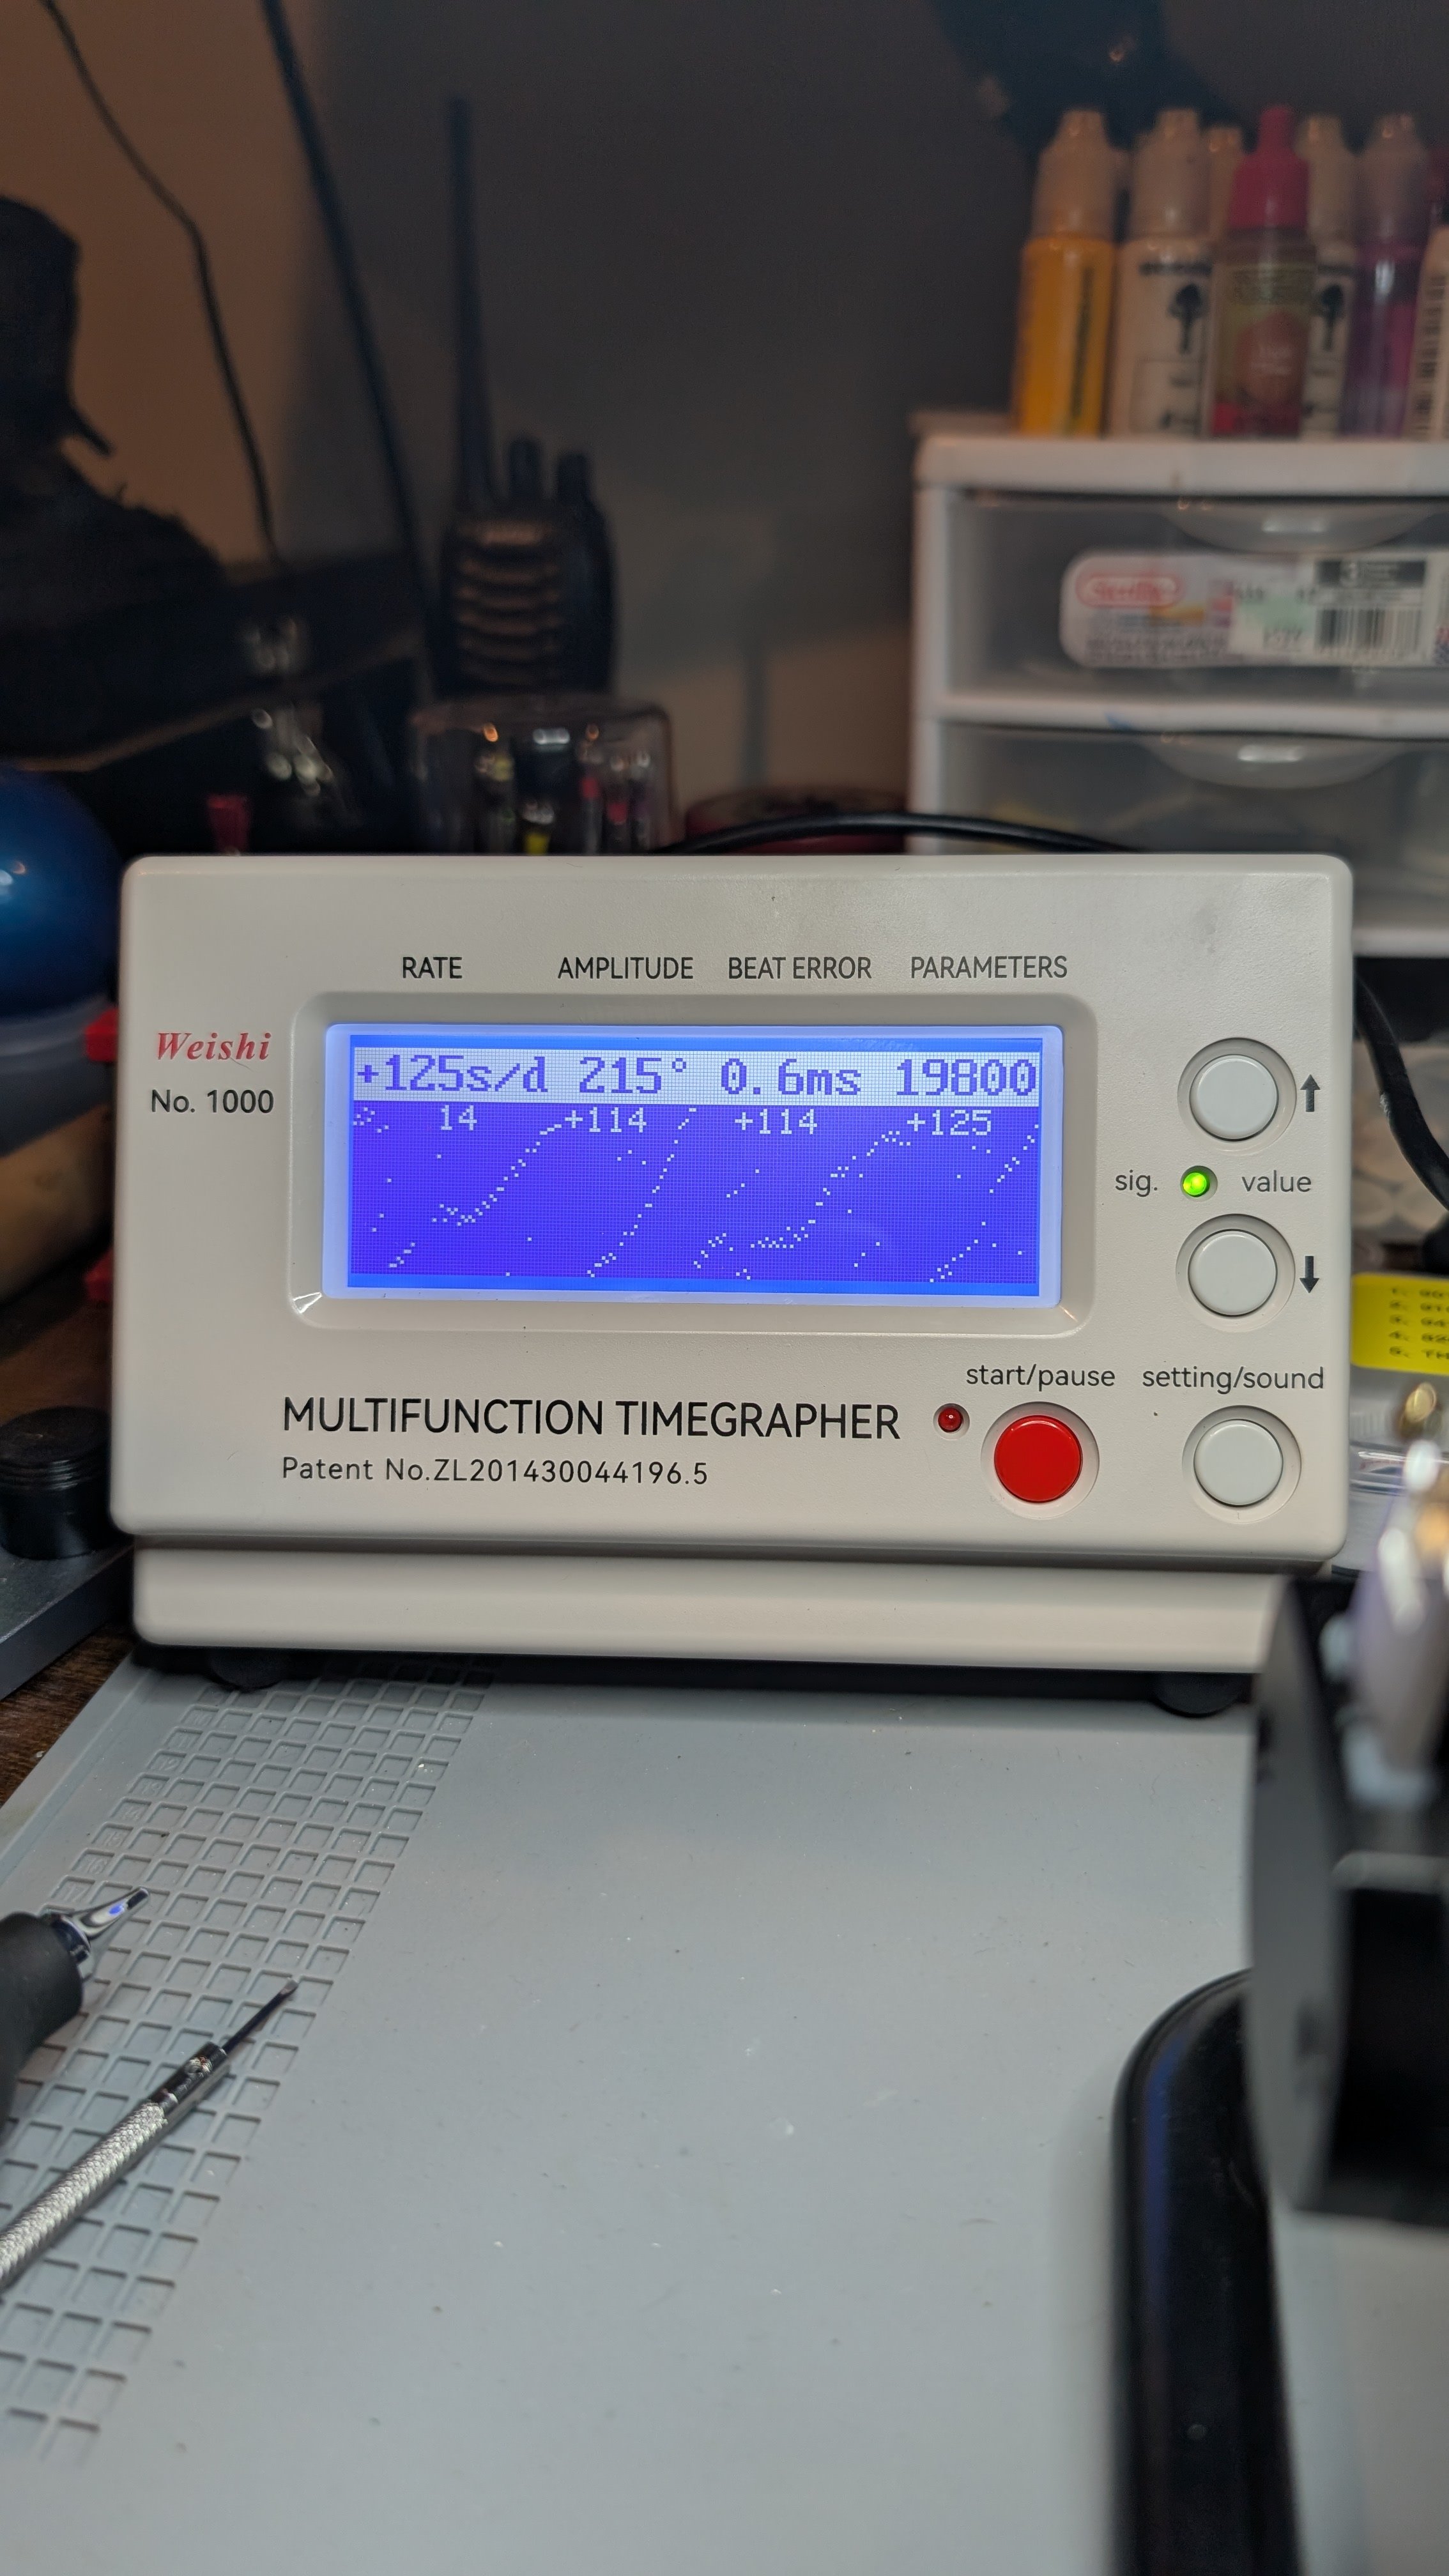 RATE AMPLITUDE BEAT ERROR PARAMETERS
Weishi
No. 1000
+125s/d 215° 0.6ms 19800
14 +114 +114 +125
sig. value
start/pause setting/sound
MULTIFUNCTION TIMEGRAPHER
Patent No.ZL201430044196.5